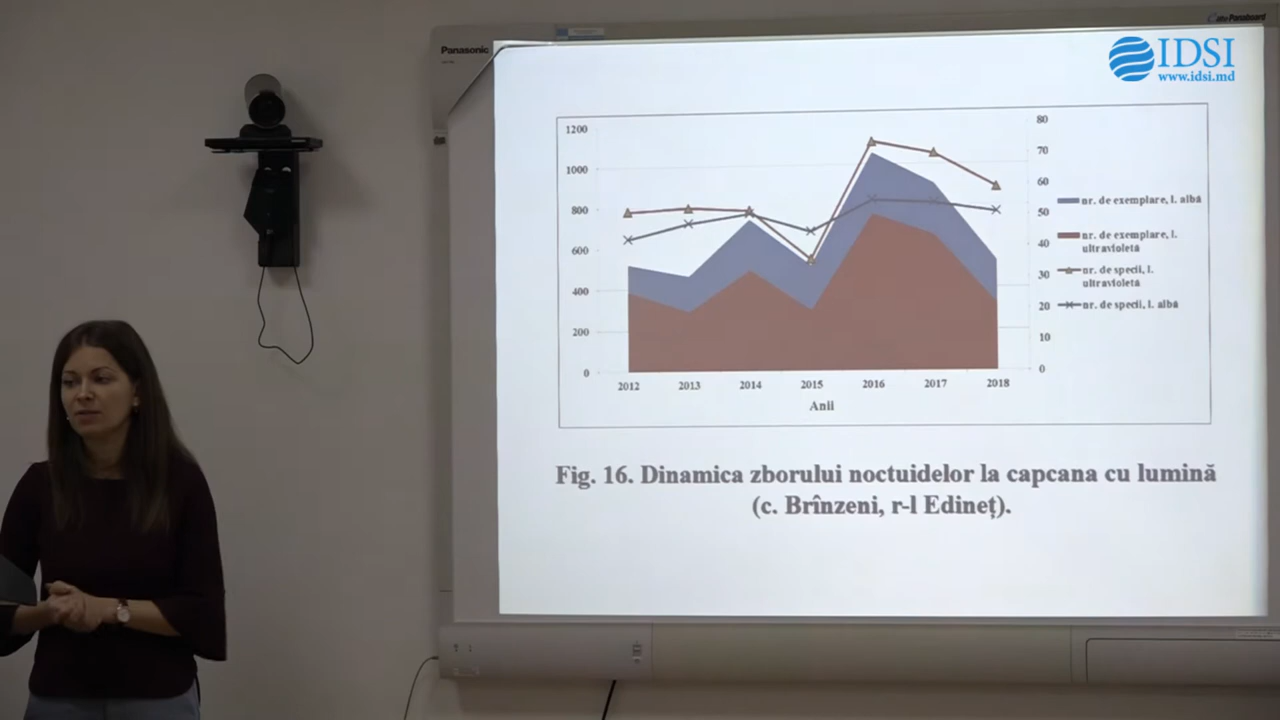 Panasonic
Panaboard
IDSI
www.idsi.md
1200
1000
800
600
400
200
0
80
70
60
50
40
30
20
10
0
2012 2013 2014 2015 2016 2017 2018
Anii
nr. de exemplare, l. albă
nr. de exemplare, l.
ultravioletă
nr. de specii, l.
ultravioletă
nr. de specii, l. albă
Fig. 16. Dinamica zborului noctuidelor la capcana cu lumină
(c. Brînzeni, r-l Edineț).